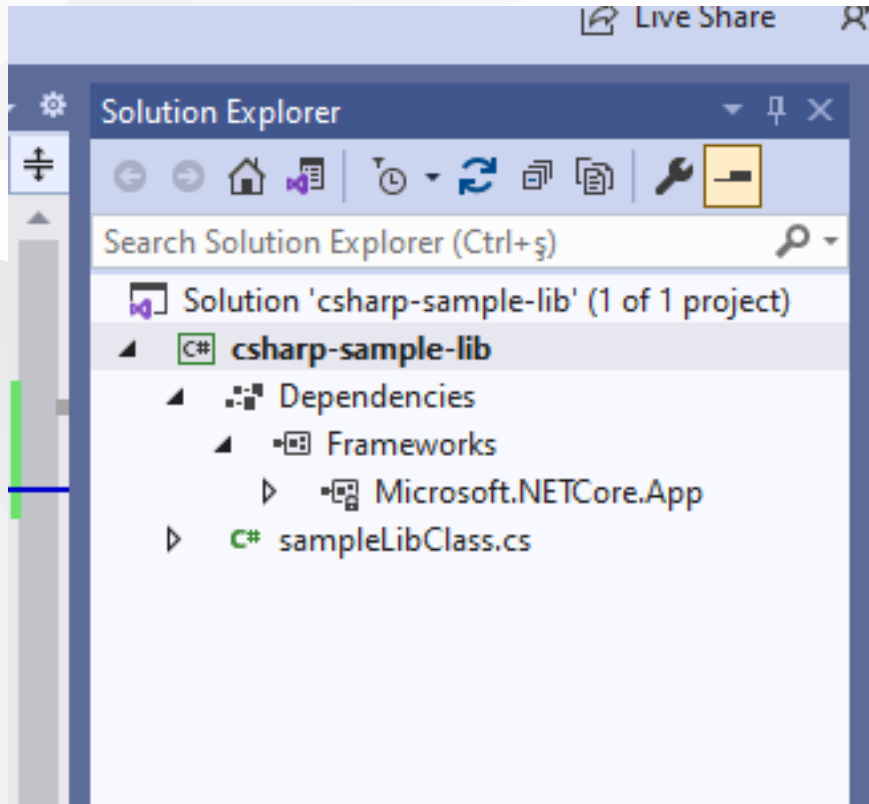 Live Share
Solution Explorer
Search Solution Explorer (Ctrl+ş)
Solution 'csharp-sample-lib' (1 of 1 project)
C# csharp-sample-lib
Dependencies
Frameworks
Microsoft.NETCore.App
C# sampleLibClass.cs